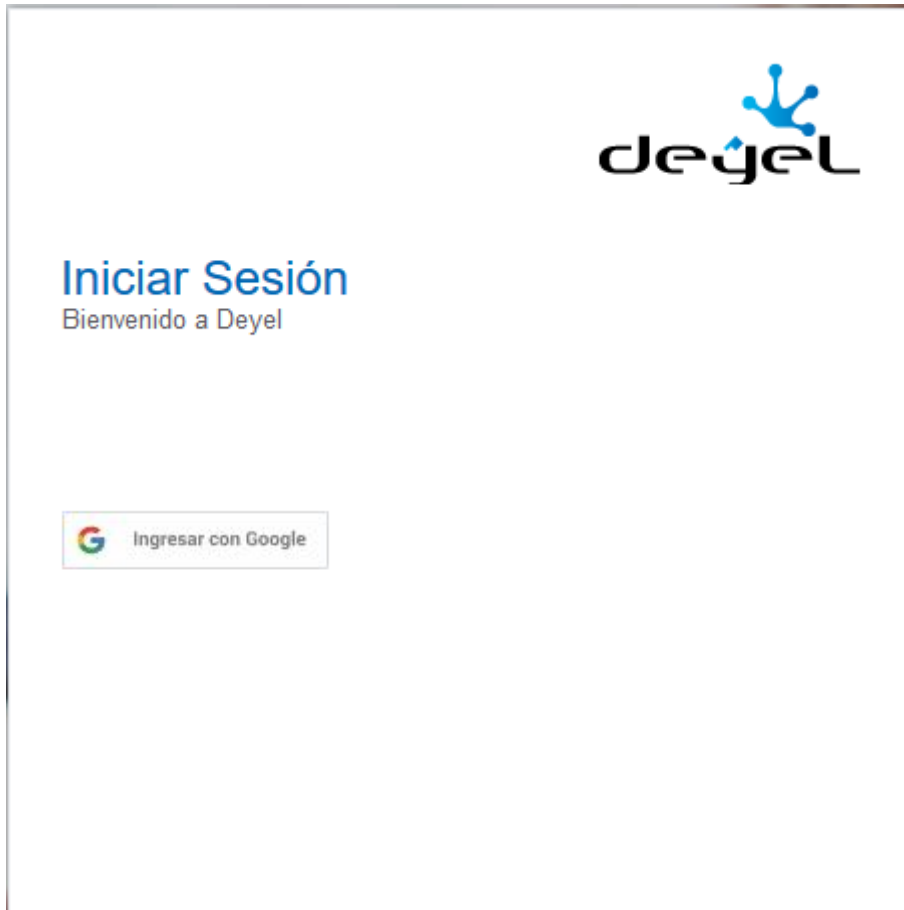 deyel
Iniciar Sesión
Bienvenido a Deyel
Ingresar con Google